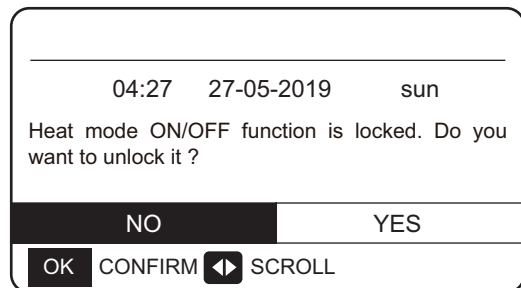 04:27 27-05-2019 sun
Heat mode ON/OFF function is locked. Do you
want to unlock it ?
NO YES
OK CONFIRM SCROLL